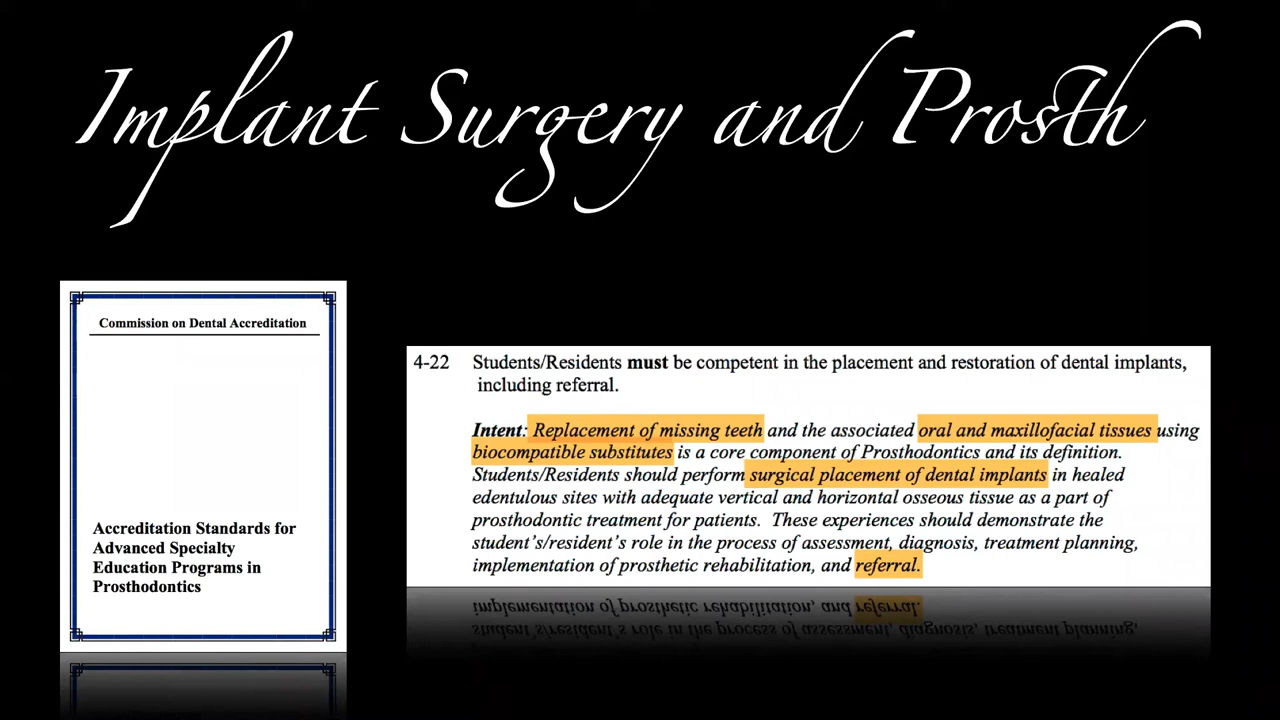 Implant Surgery and Prosth
Commission on Dental Accreditation
Accreditation Standards for
Advanced Specialty
Education Programs in
Prosthodontics
4-22 Students/Residents must be competent in the placement and restoration of dental implants,
including referral.
Intent: Replacement of missing teeth and the associated oral and maxillofacial tissues using
biocompatible substitutes is a core component of Prosthodontics and its definition.
Students/Residents should perform surgical placement of dental implants in healed
edentulous sites with adequate vertical and horizontal osseous tissue as a part of
prosthodontic treatment for patients. These experiences should demonstrate the
student's/resident's role in the process of assessment, diagnosis, treatment planning,
implementation of prosthetic rehabilitation, and referral.